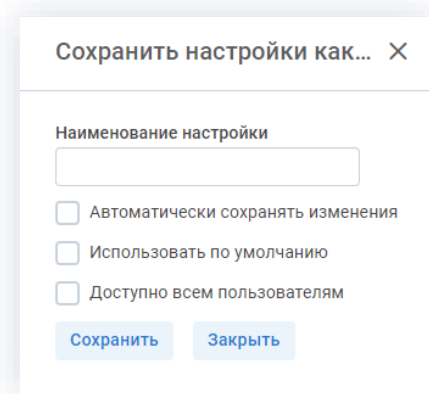 Сохранить настройки как...
Наименование настройки
Автоматически сохранять изменения
Использовать по умолчанию
Доступно всем пользователям
Сохранить Закрыть